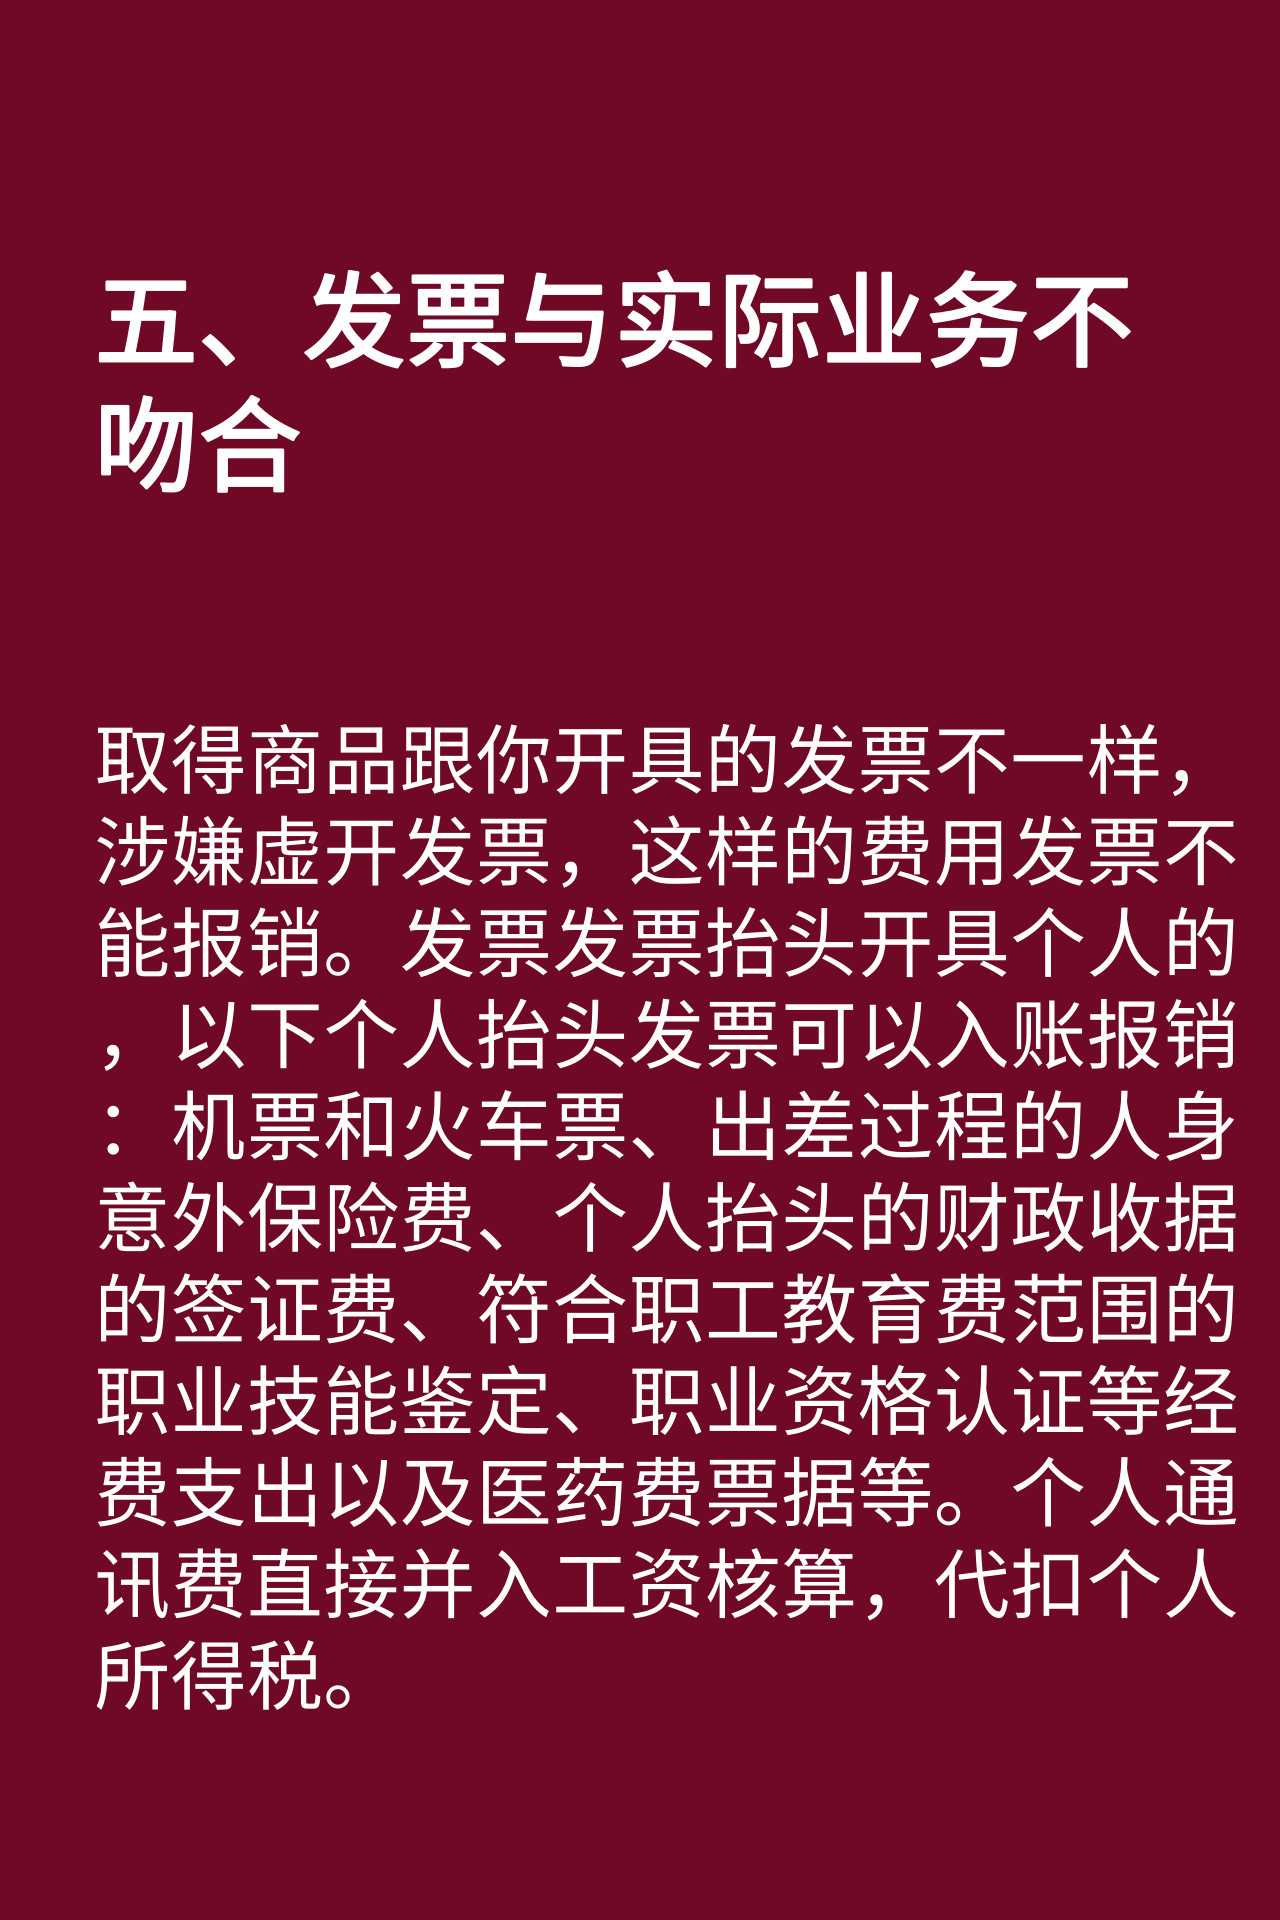 五、发票与实际业务不
吻合
取得商品跟你开具的发票不一样，
涉嫌虚开发票，这样的费用发票不
能报销。发票发票抬头开具个人的
，以下个人抬头发票可以入账报销
：机票和火车票、出差过程的人身
意外保险费、个人抬头的财政收据
的签证费、符合职工教育费范围的
职业技能鉴定、职业资格认证等经
费支出以及医药费票据等。个人通
讯费直接并入工资核算，代扣个人
所得税。